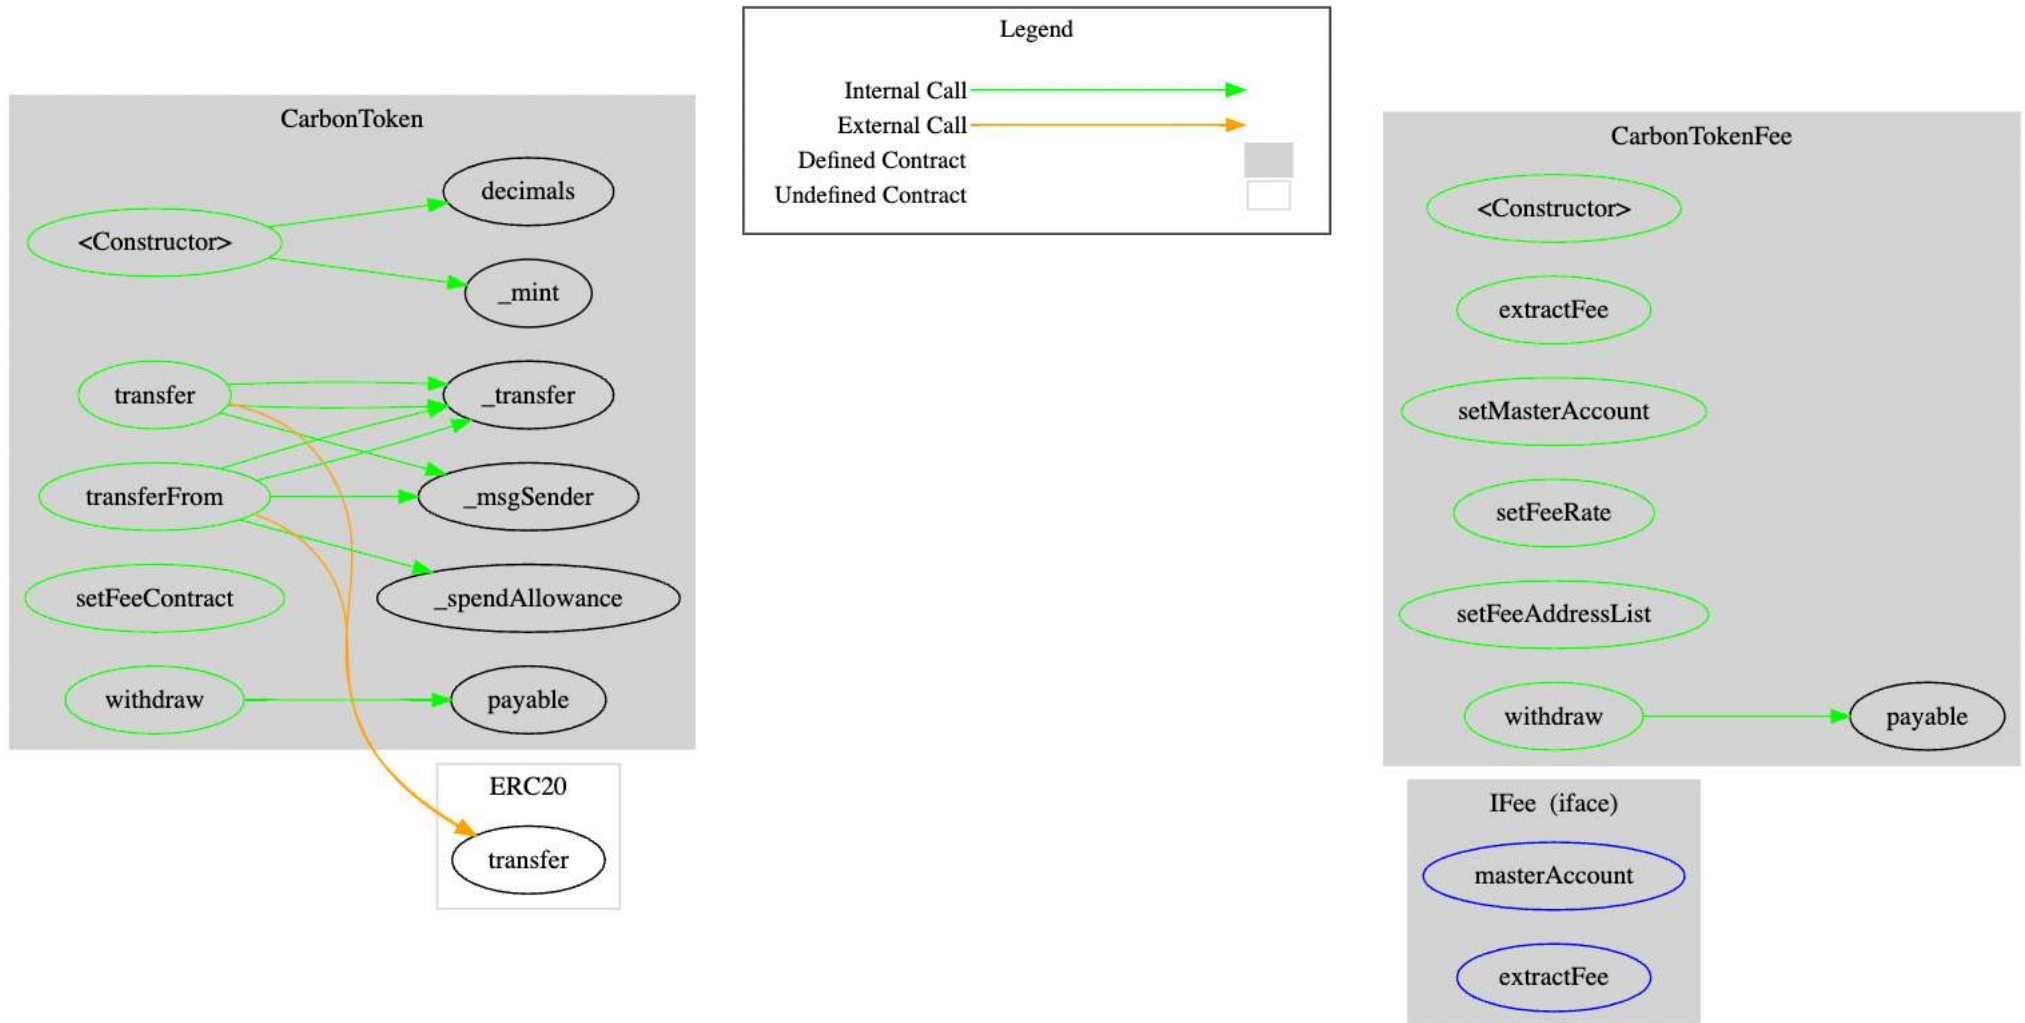 Legend
Internal Call
External Call
Defined Contract
Undefined Contract
CarbonToken
<Constructor>
decimals
_mint
transfer
_transfer
transferFrom
_msgSender
setFeeContract
_spendAllowance
withdraw
payable
ERC20
transfer
CarbonTokenFee
<Constructor>
extractFee
setMasterAccount
setFeeRate
setFeeAddressList
withdraw
payable
IFee (iface)
masterAccount
extractFee